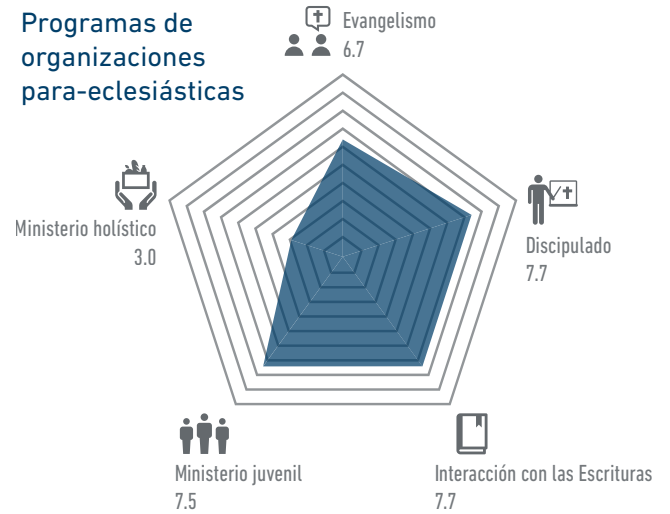 Programas de
organizaciones
para-eclesiásticas
Evangelismo
6.7
Discipulado
7.7
Interacción con las Escrituras
7.7
Ministerio juvenil
7.5
Ministerio holístico
3.0